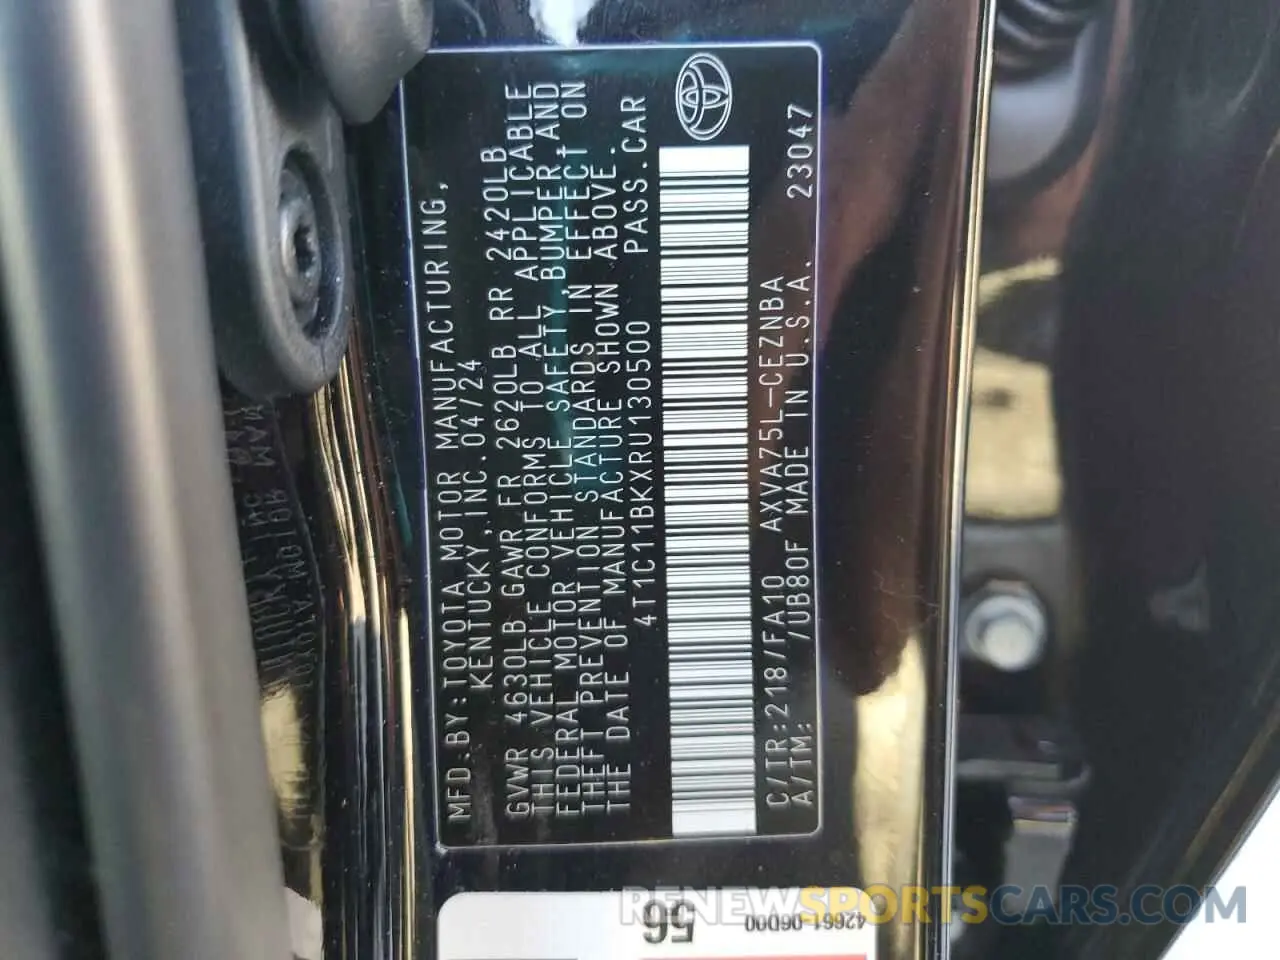 MFD.BY:TOYOTA MOTOR MANUFACTURING,
KENTUCKY,INC.04/24
GVWR 4630LB GAWR FR 2620LB RR 2420LB
THIS VEHICLE CONFORMS TO ALL APPLICABLE
FEDERAL MOTOR VEHICLE SAFETY,BUMPER,AND
THEFT PREVENTION STANDARDS IN EFFECT ON
THE DATE OF MANUFACTURE SHOWN ABOVE.
4T1C11BKXRU130500 PASS.CAR
C/TR:218/FA10 AXVA75L-CEZNBA
A/TM: /UB80F MADE IN U.S.A. 23047
56
42661-06D00
RENEWSPORTSCARS.COM